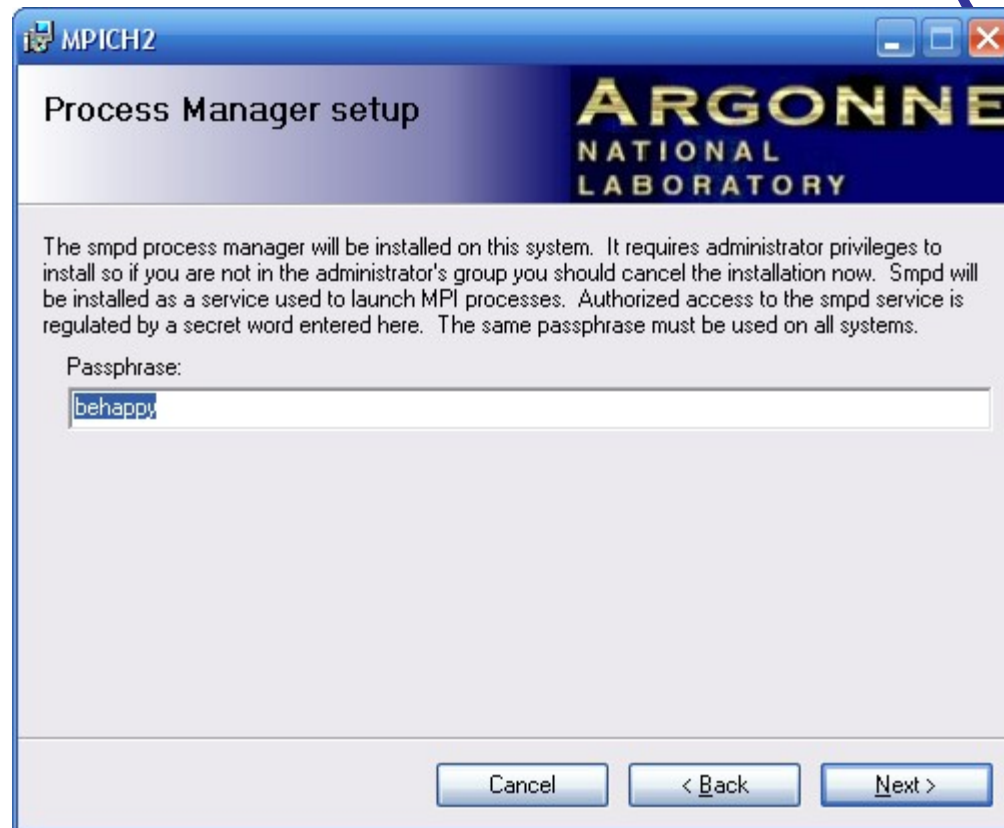 MPICH2
Process Manager setup
ARGONNE
NATIONAL
LABORATORY
The smpd process manager will be installed on this system. It requires administrator privileges to
install so if you are not in the administrator's group you should cancel the installation now. Smpd will
be installed as a service used to launch MPI processes. Authorized access to the smpd service is
regulated by a secret word entered here. The same passphrase must be used on all systems.
Passphrase:
behappy
Cancel
< Back
Next >